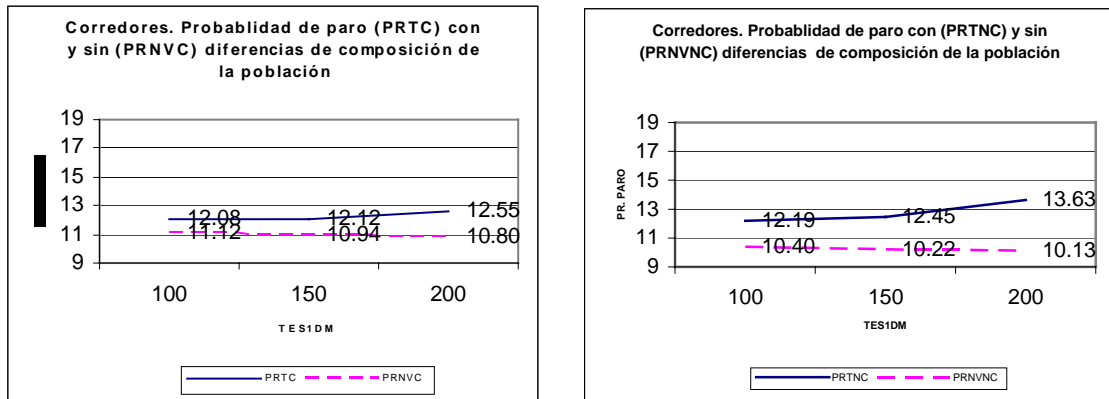 Corredores. Probablidad de paro (PRTC) con
y sin (PRNVC) diferencias de composición de
la población
19
17
15
13
11
9
12.08
12.12
12.55
11.12
10.94
10.80
100
150
200
TES1DM
PRTC
PRNVC
Corredores. Probablidad de paro con (PRTNC) y sin
(PRNVNC) diferencias de composición de la población
PR. PARO
19
17
15
13
11
9
12.19
12.45
13.63
10.40
10.22
10.13
100
150
200
TES1DM
PRTNC
PRNVNC